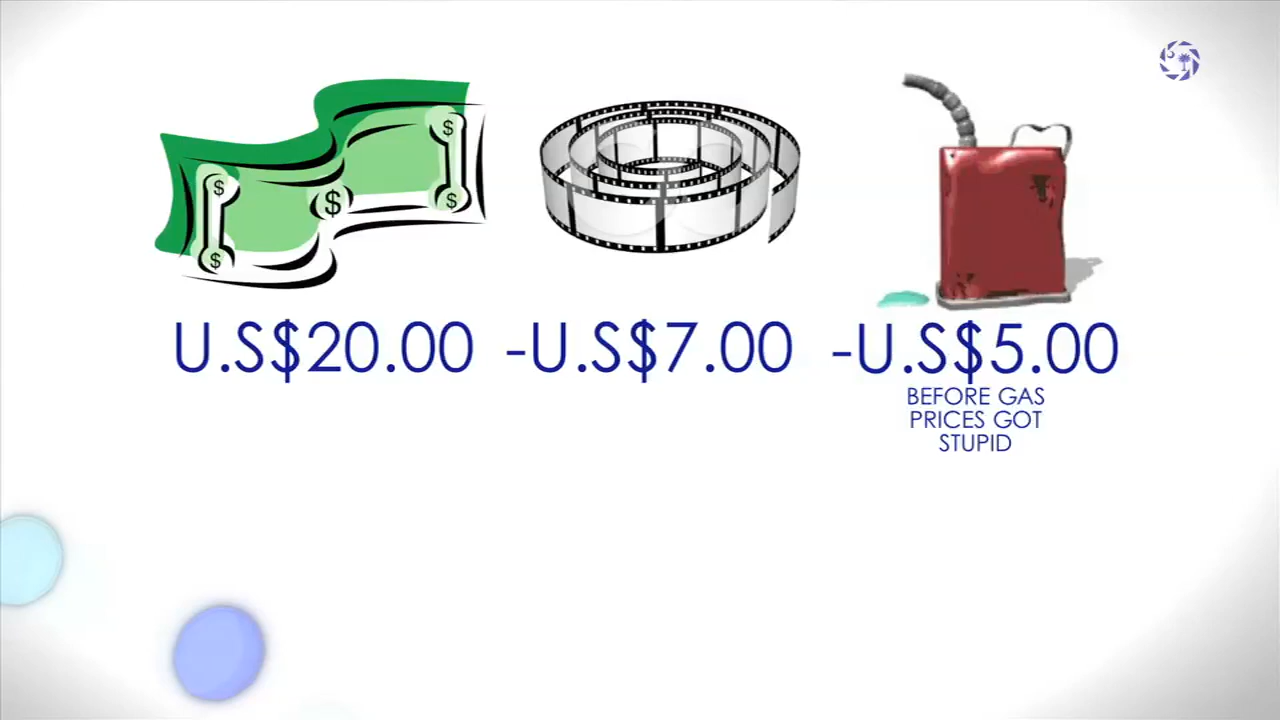 $ $ $ $ $
U.S$20.00 -U.S$7.00 -U.S$5.00
BEFORE GAS
PRICES GOT
STUPID